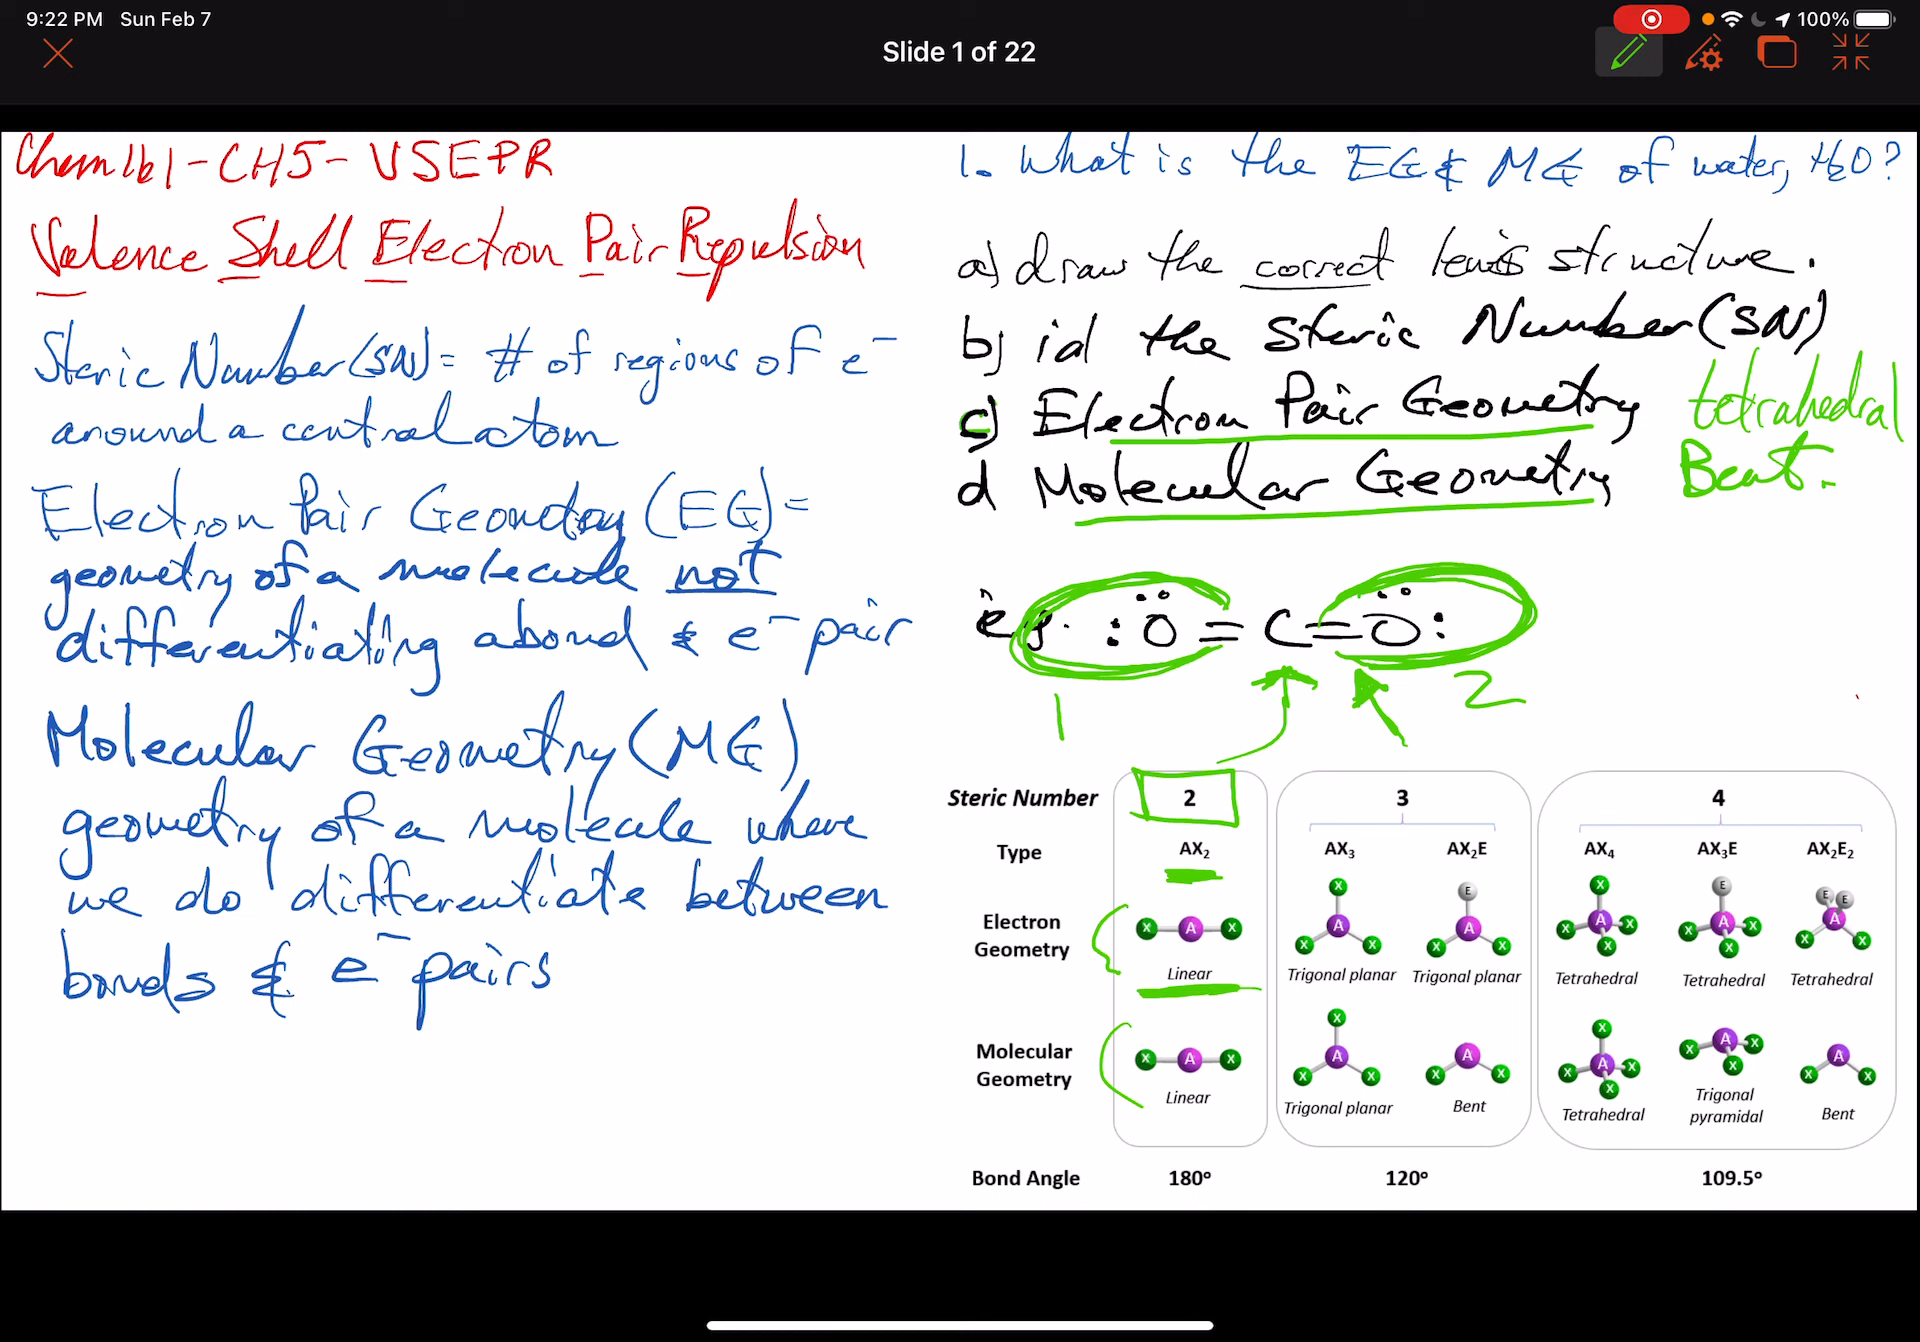 9:22 PM Sun Feb 7
100%
Slide 1 of 22
Chem161-CH5-VSEPR
Valence Shell Electron Pair Repulsion
Steric Number(SN)= # of regions of e⁻
around a central atom
Electron Pair Geometry (EG)=
geometry of a molecule not
differentiating a bond & e⁻ pair
Molecular Geometry (MG)
geometry of a molecule where
we do differentiate between
bonds & e⁻ pairs
1. What is the EG & MG of water, H₂O?
a) draw the correct lewis structure.
b) id the Steric Number (SN)
c) Electron Pair Geometry tetrahedral
d Molecular Geometry Bent.
e.g. :Ö=C=Ö:
1 2
Steric Number 2 3 4
Type AX₂ AX₃ AX₂E AX₄ AX₃E AX₂E₂
X E X E E E
Electron
Geometry
X A X X A X X A X X A X X X A X X X A X
Linear Trigonal planar Trigonal planar Tetrahedral Tetrahedral Tetrahedral
X X
Molecular
Geometry
X A X X A X X A X X A X X X A X X X A X
Linear Trigonal planar Bent Tetrahedral Trigonal
pyramidal Bent
Bond Angle 180° 120° 109.5°